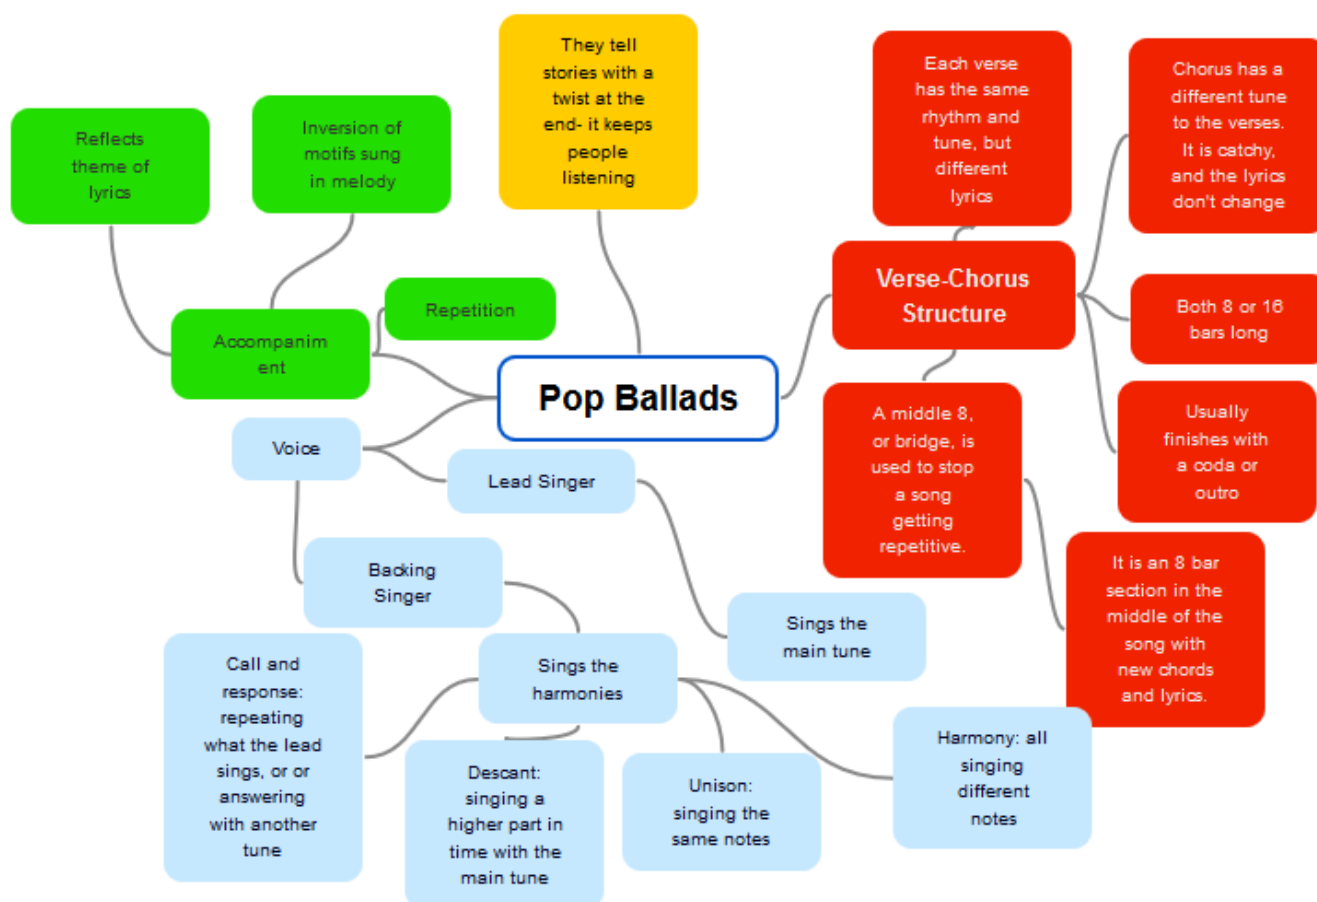 They tell
stories with a
twist at the
end- it keeps
people
listening
Each verse
has the same
rhythm and
tune, but
different
lyrics
Chorus has a
different tune
to the verses.
It is catchy,
and the lyrics
don't change
Reflects
theme of
lyrics
Inversion of
motifs sung
in melody
Repetition
Accompanim
ent
Verse-Chorus
Structure
Both 8 or 16
bars long
Pop Ballads
A middle 8,
or bridge, is
used to stop
a song
getting
repetitive.
Usually
finishes with
a coda or
outro
Voice
Lead Singer
Backing
Singer
It is an 8 bar
section in the
middle of the
song with
new chords
and lyrics.
Sings the
main tune
Call and
response:
repeating
what the lead
sings, or or
answering
with another
tune
Sings the
harmonies
Descant:
singing a
higher part in
time with the
main tune
Unison:
singing the
same notes
Harmony: all
singing
different
notes